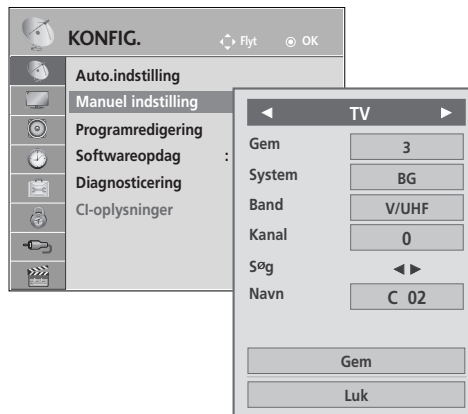 KONFIG.
Flyt
OK
Auto.indstilling
Manuel indstilling
Programredigering
Softwareopdag :
Diagnosticering
CI-oplysninger
◄ TV ►
Gem 3
System BG
Band V/UHF
Kanal 0
Søg ◄ ►
Navn C 02
Gem
Luk